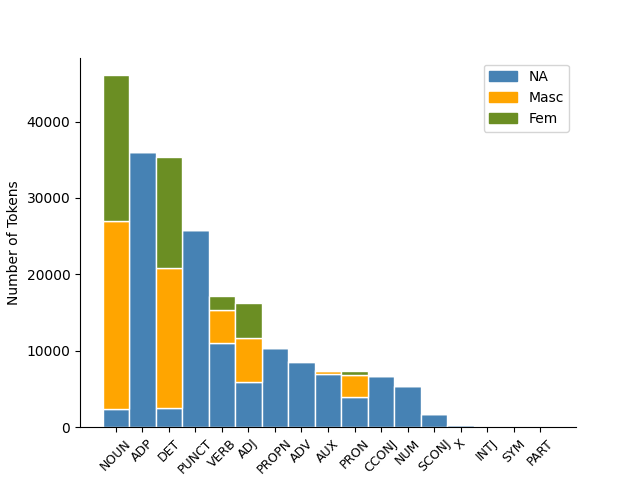 NA
Masc
Fem
Number of Tokens
40000
30000
20000
10000
0
NOUN
ADP
DET
PUNCT
VERB
ADJ
PROPN
ADV
AUX
PRON
CCONJ
NUM
SCONJ
X
INTJ
SYM
PART